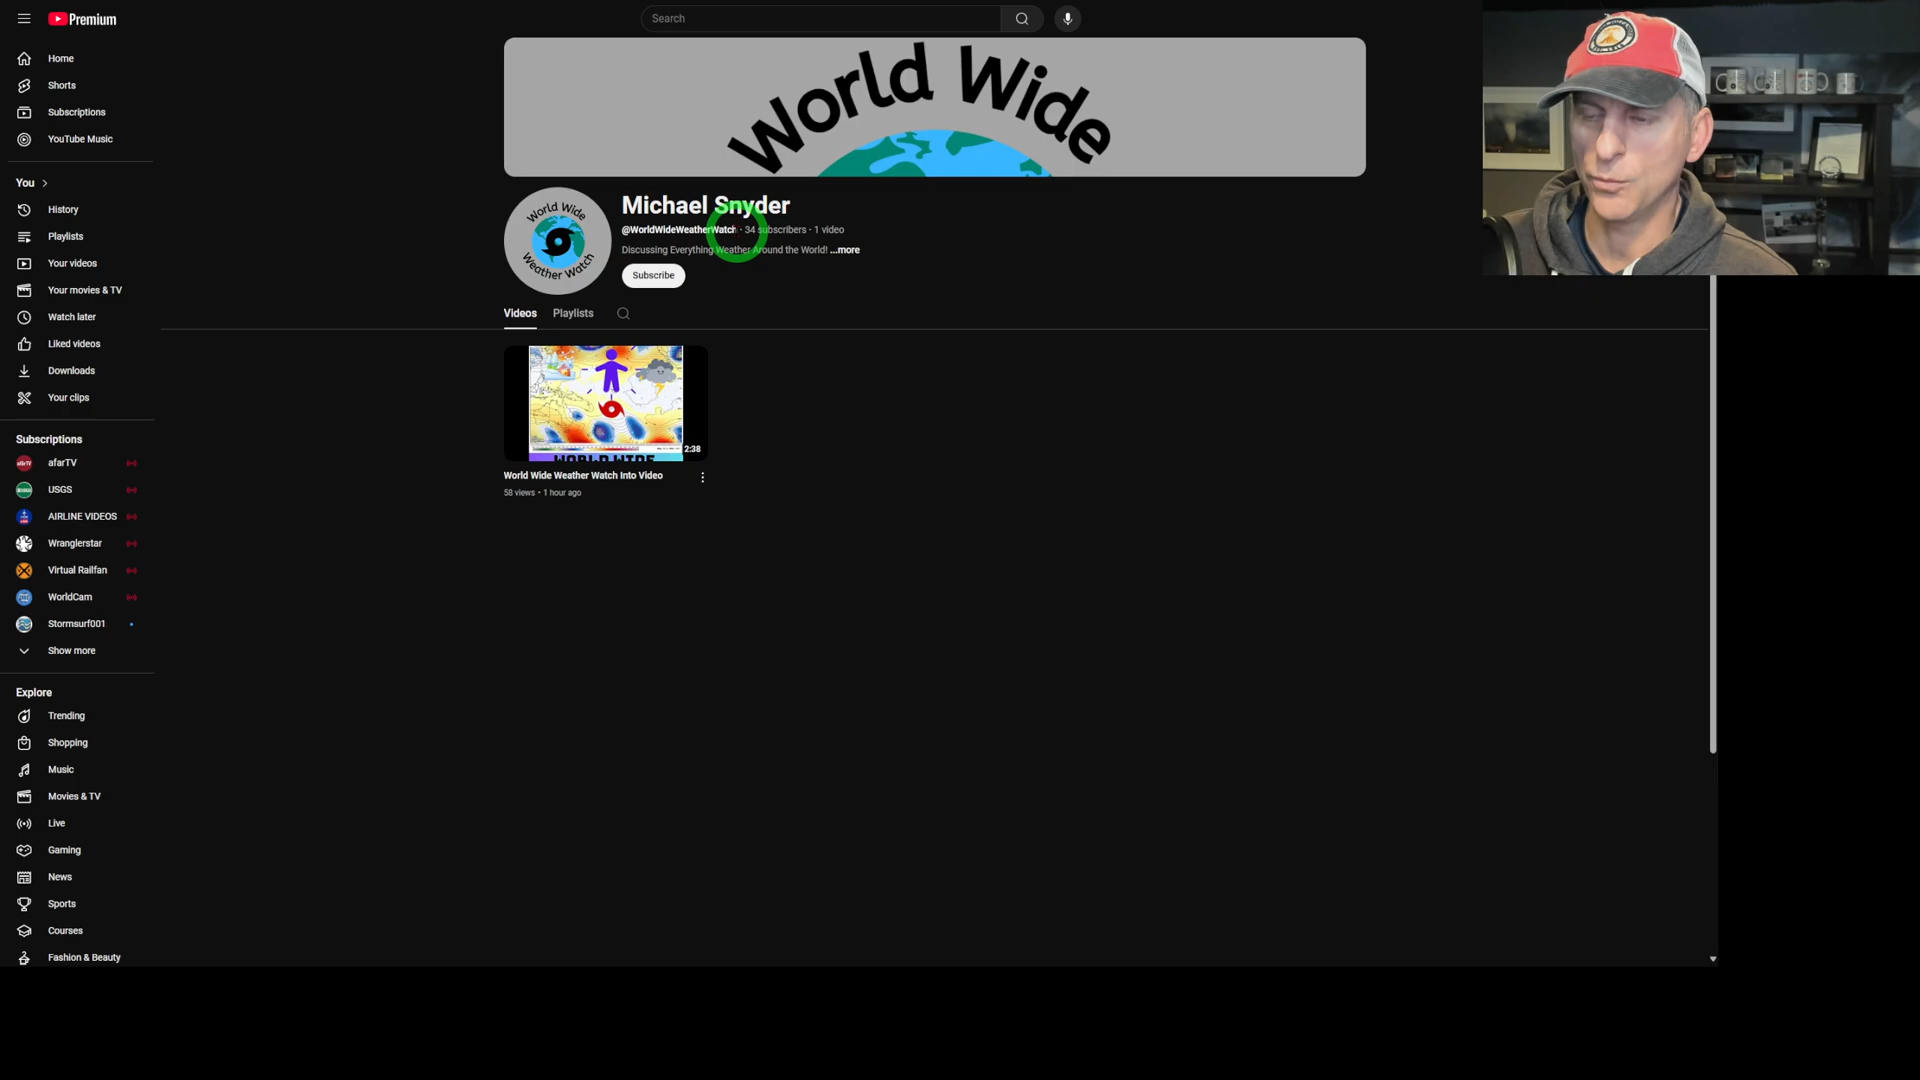 Premium
Search
Home
Shorts
Subscriptions
YouTube Music
You
History
Playlists
Your videos
Your movies & TV
Watch later
Liked videos
Downloads
Your clips
Subscriptions
afarTV
USGS
AIRLINE VIDEOS
Wranglerstar
Virtual Railfan
WorldCam
Stormsurf001
Show more
Explore
Trending
Shopping
Music
Movies & TV
Live
Gaming
News
Sports
Courses
Fashion & Beauty
World Wide
World Wide
Weather Watch
Michael Snyder
@WorldWideWeatherWatch · 34 subscribers · 1 video
Discussing Everything Weather Around the World! ...more
Subscribe
Videos Playlists
WORLD WIDE
2:38
World Wide Weather Watch Into Video
58 views • 1 hour ago